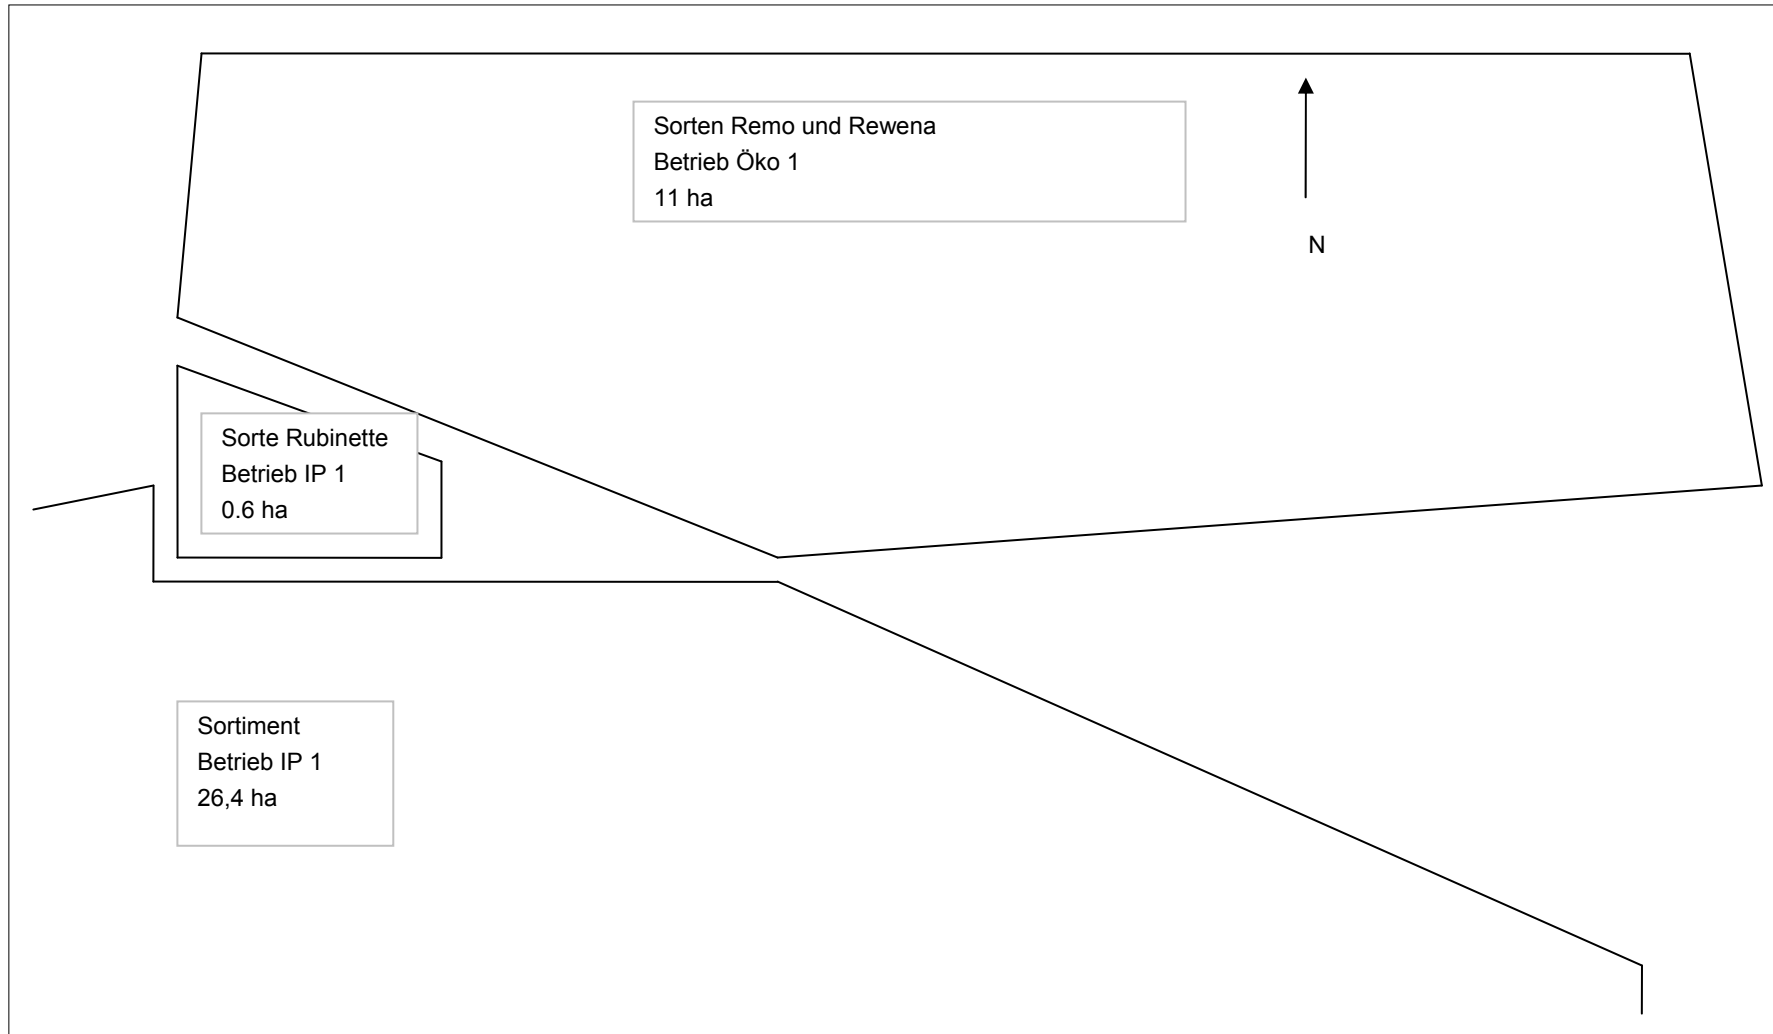 Sorten Remo und Rewena
Betrieb Öko 1
11 ha
N
Sorte Rubinette
Betrieb IP 1
0.6 ha
Sortiment
Betrieb IP 1
26,4 ha